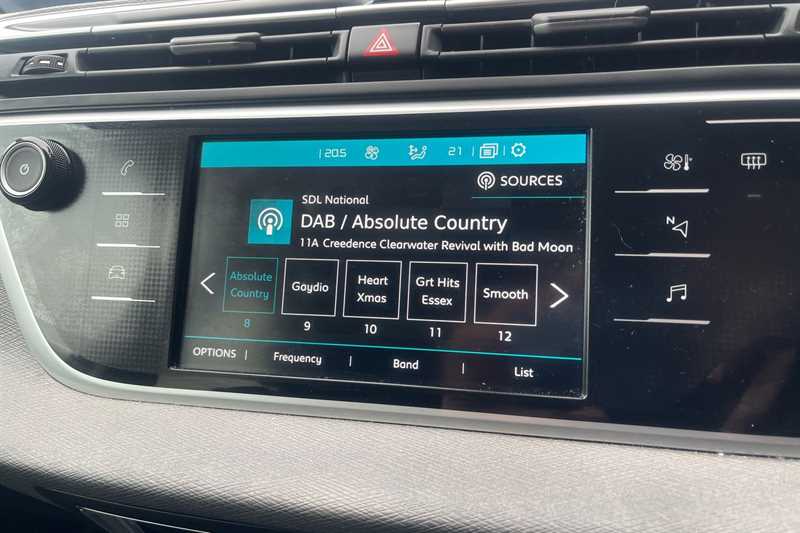 20.5 21
SOURCES
SDL National
DAB / Absolute Country
11A Creedence Clearwater Revival with Bad Moon
Absolute Country
Gaydio
Heart Xmas
Grt Hits Essex
Smooth
8 9 10 11 12
OPTIONS Frequency Band List
N